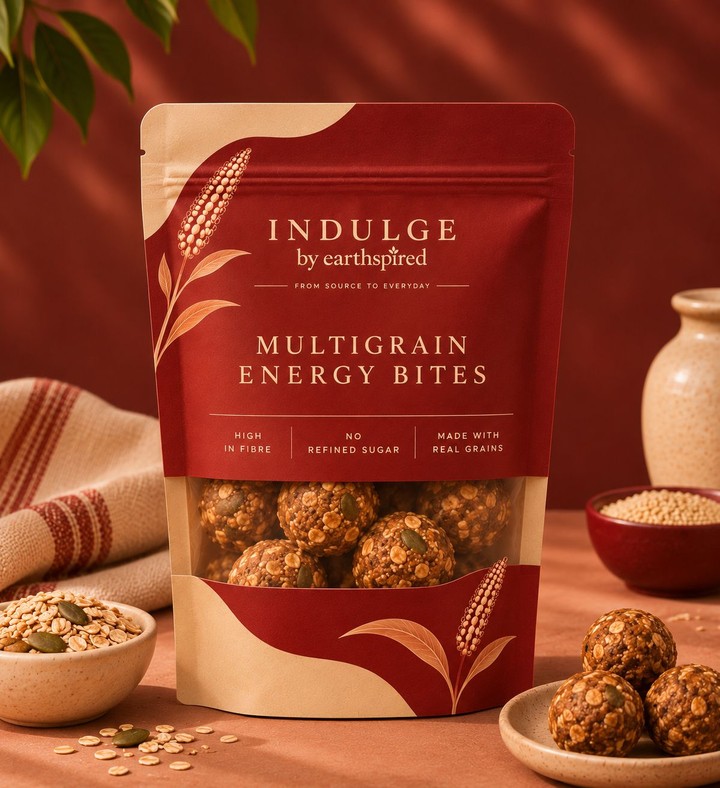 INDULGE
by earthspired
FROM SOURCE TO EVERYDAY
MULTIGRAIN
ENERGY BITES
HIGH
IN FIBRE
NO
REFINED SUGAR
MADE WITH
REAL GRAINS